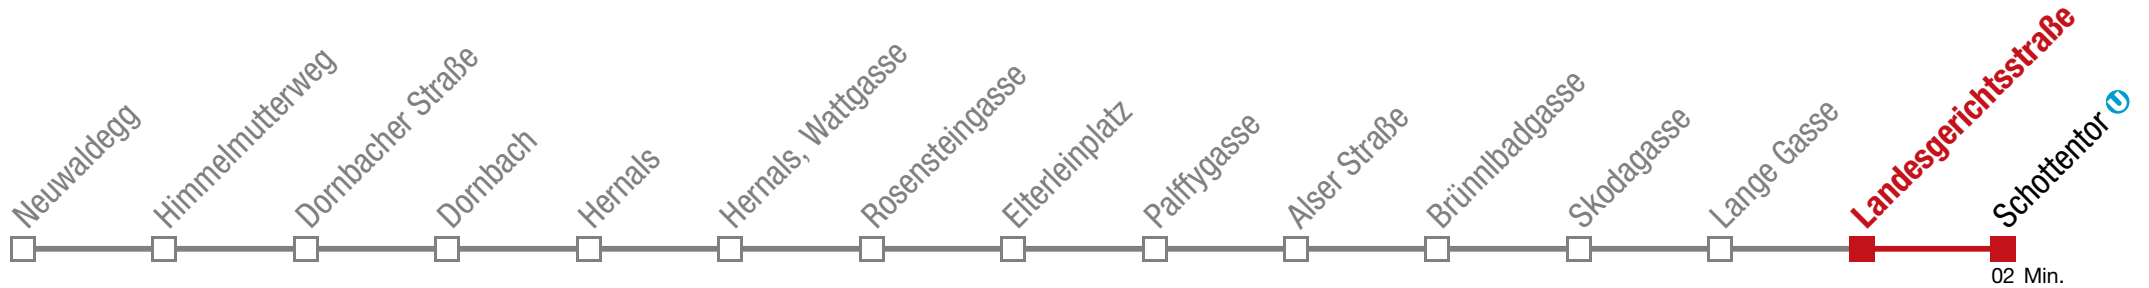 Neuwaldegg
Himmelmutterweg
Dornbacher Straße
Dornbach
Hernals
Hernals, Wattgasse
Rosensteingasse
Elterleinplatz
Palffygasse
Alser Straße
Brünnlbadgasse
Skodagasse
Lange Gasse
Landesgerichtsstraße
Schottentor U
02 Min.